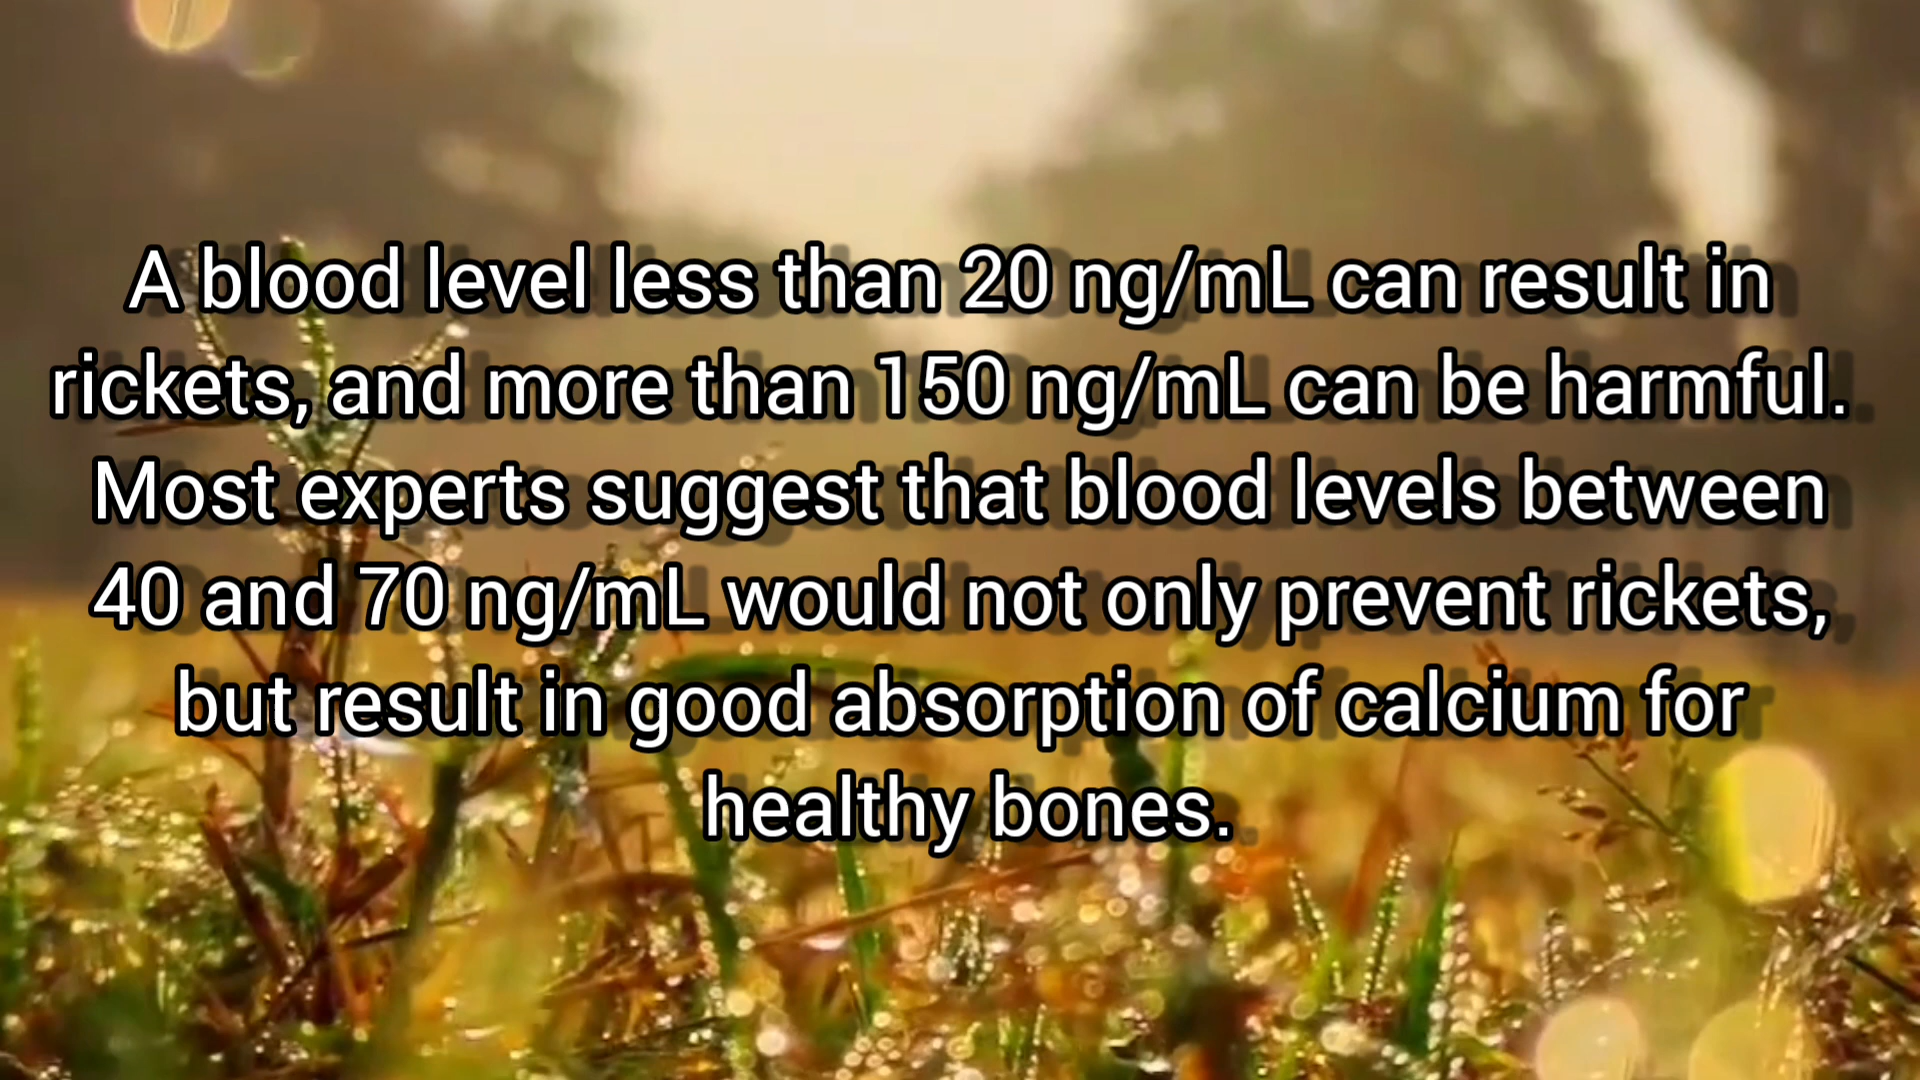 A blood level less than 20 ng/mL can result in
rickets, and more than 150 ng/mL can be harmful.
Most experts suggest that blood levels between
40 and 70 ng/mL would not only prevent rickets,
but result in good absorption of calcium for
healthy bones.